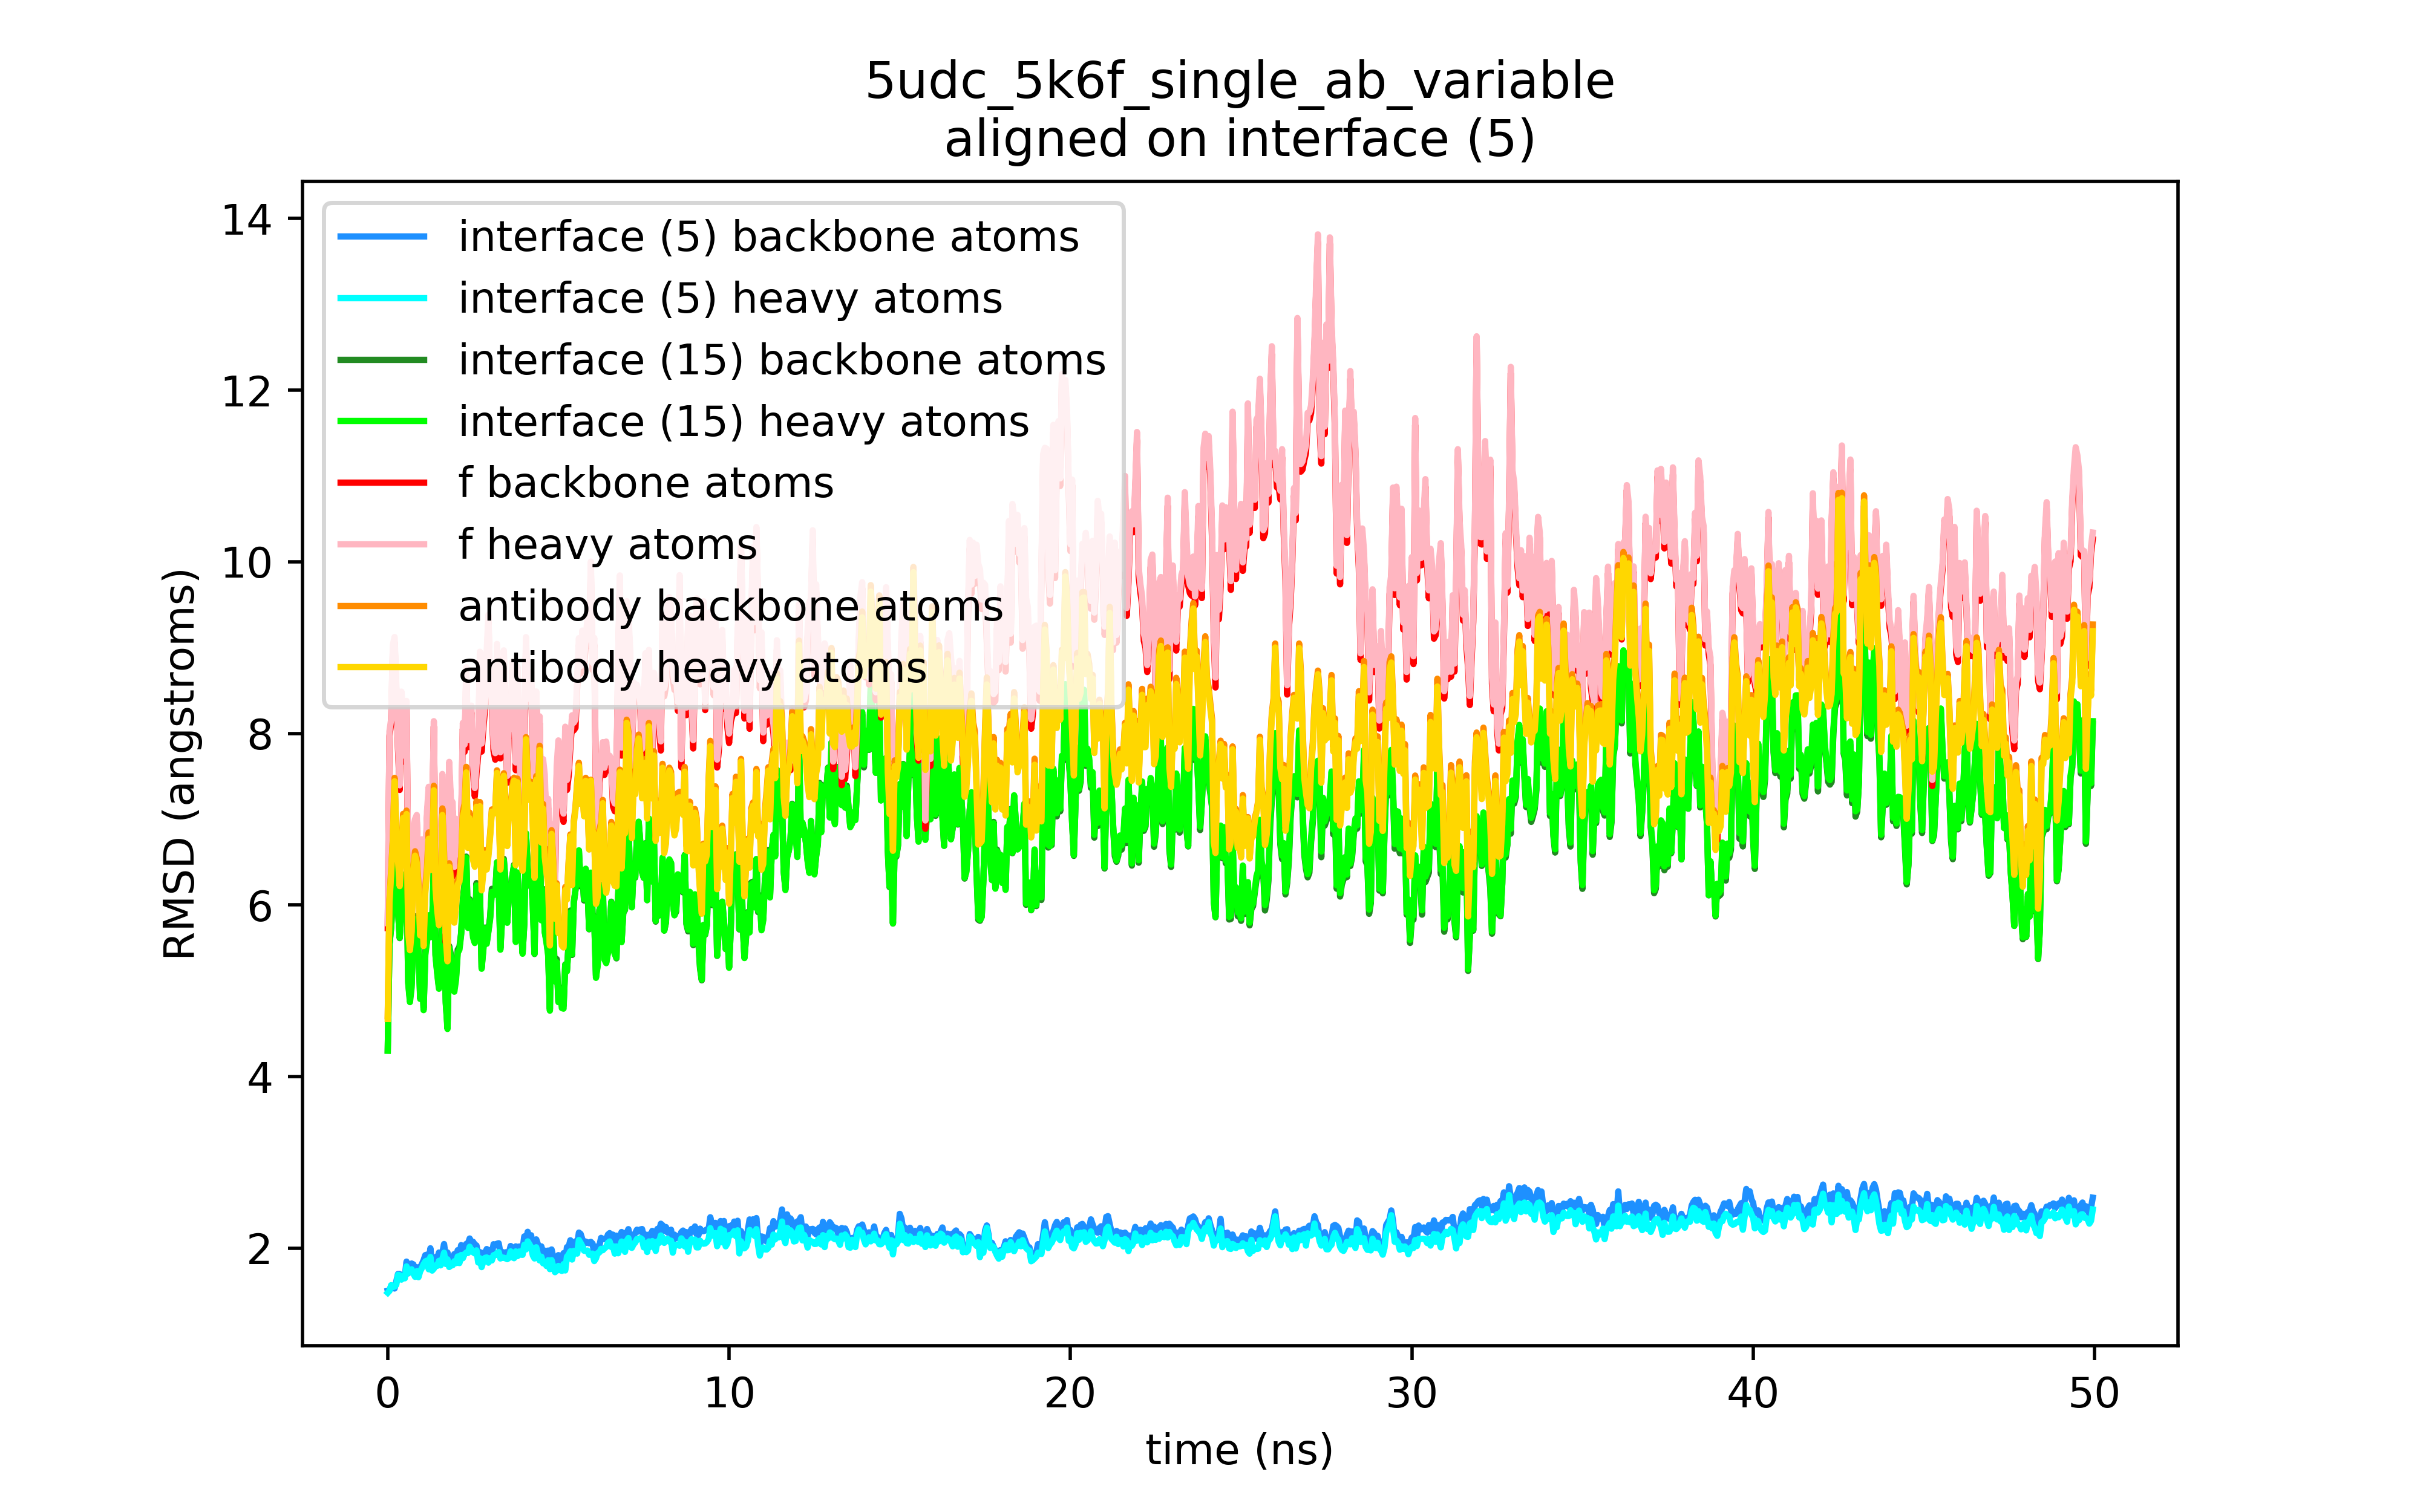 5udc_5k6f_single_ab_variable
aligned on interface (5)
14
12
10
8
6
4
2
RMSD (angstroms)
interface (5) backbone atoms
interface (5) heavy atoms
interface (15) backbone atoms
interface (15) heavy atoms
f backbone atoms
f heavy atoms
antibody backbone atoms
antibody heavy atoms
0 10 20 30 40 50
time (ns)